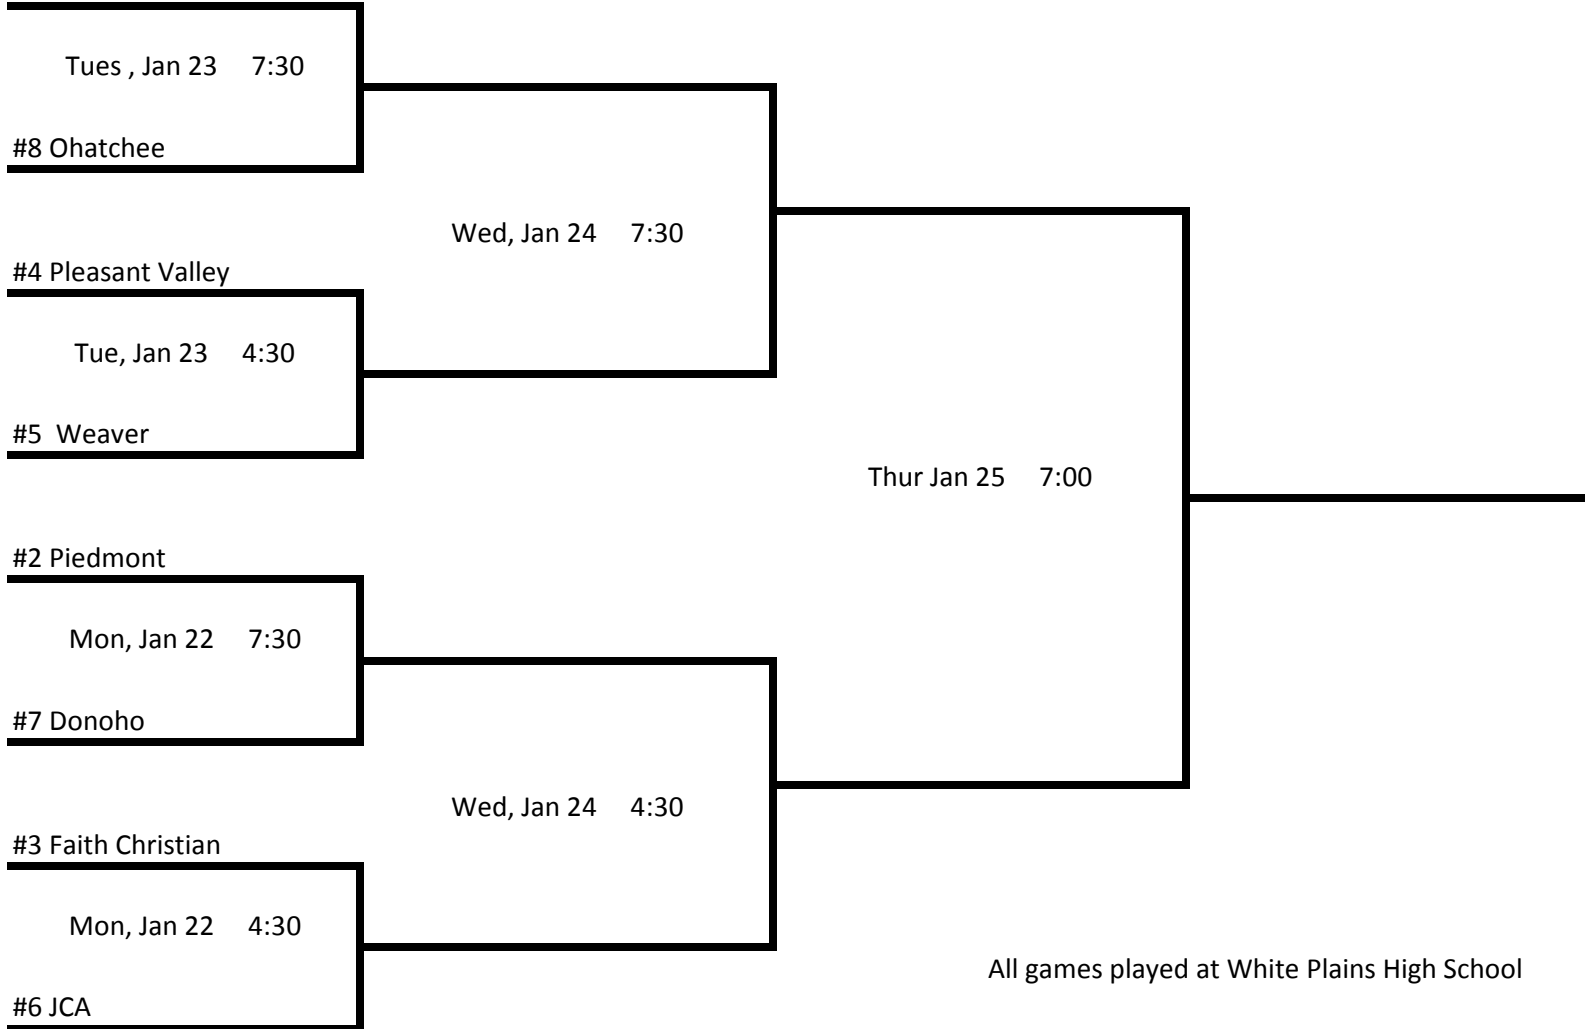 Tues , Jan 23 7:30
#8 Ohatchee
Wed, Jan 24 7:30
#4 Pleasant Valley
Tue, Jan 23 4:30
#5 Weaver
Thur Jan 25 7:00
#2 Piedmont
Mon, Jan 22 7:30
#7 Donoho
Wed, Jan 24 4:30
#3 Faith Christian
Mon, Jan 22 4:30
All games played at White Plains High School
#6 JCA